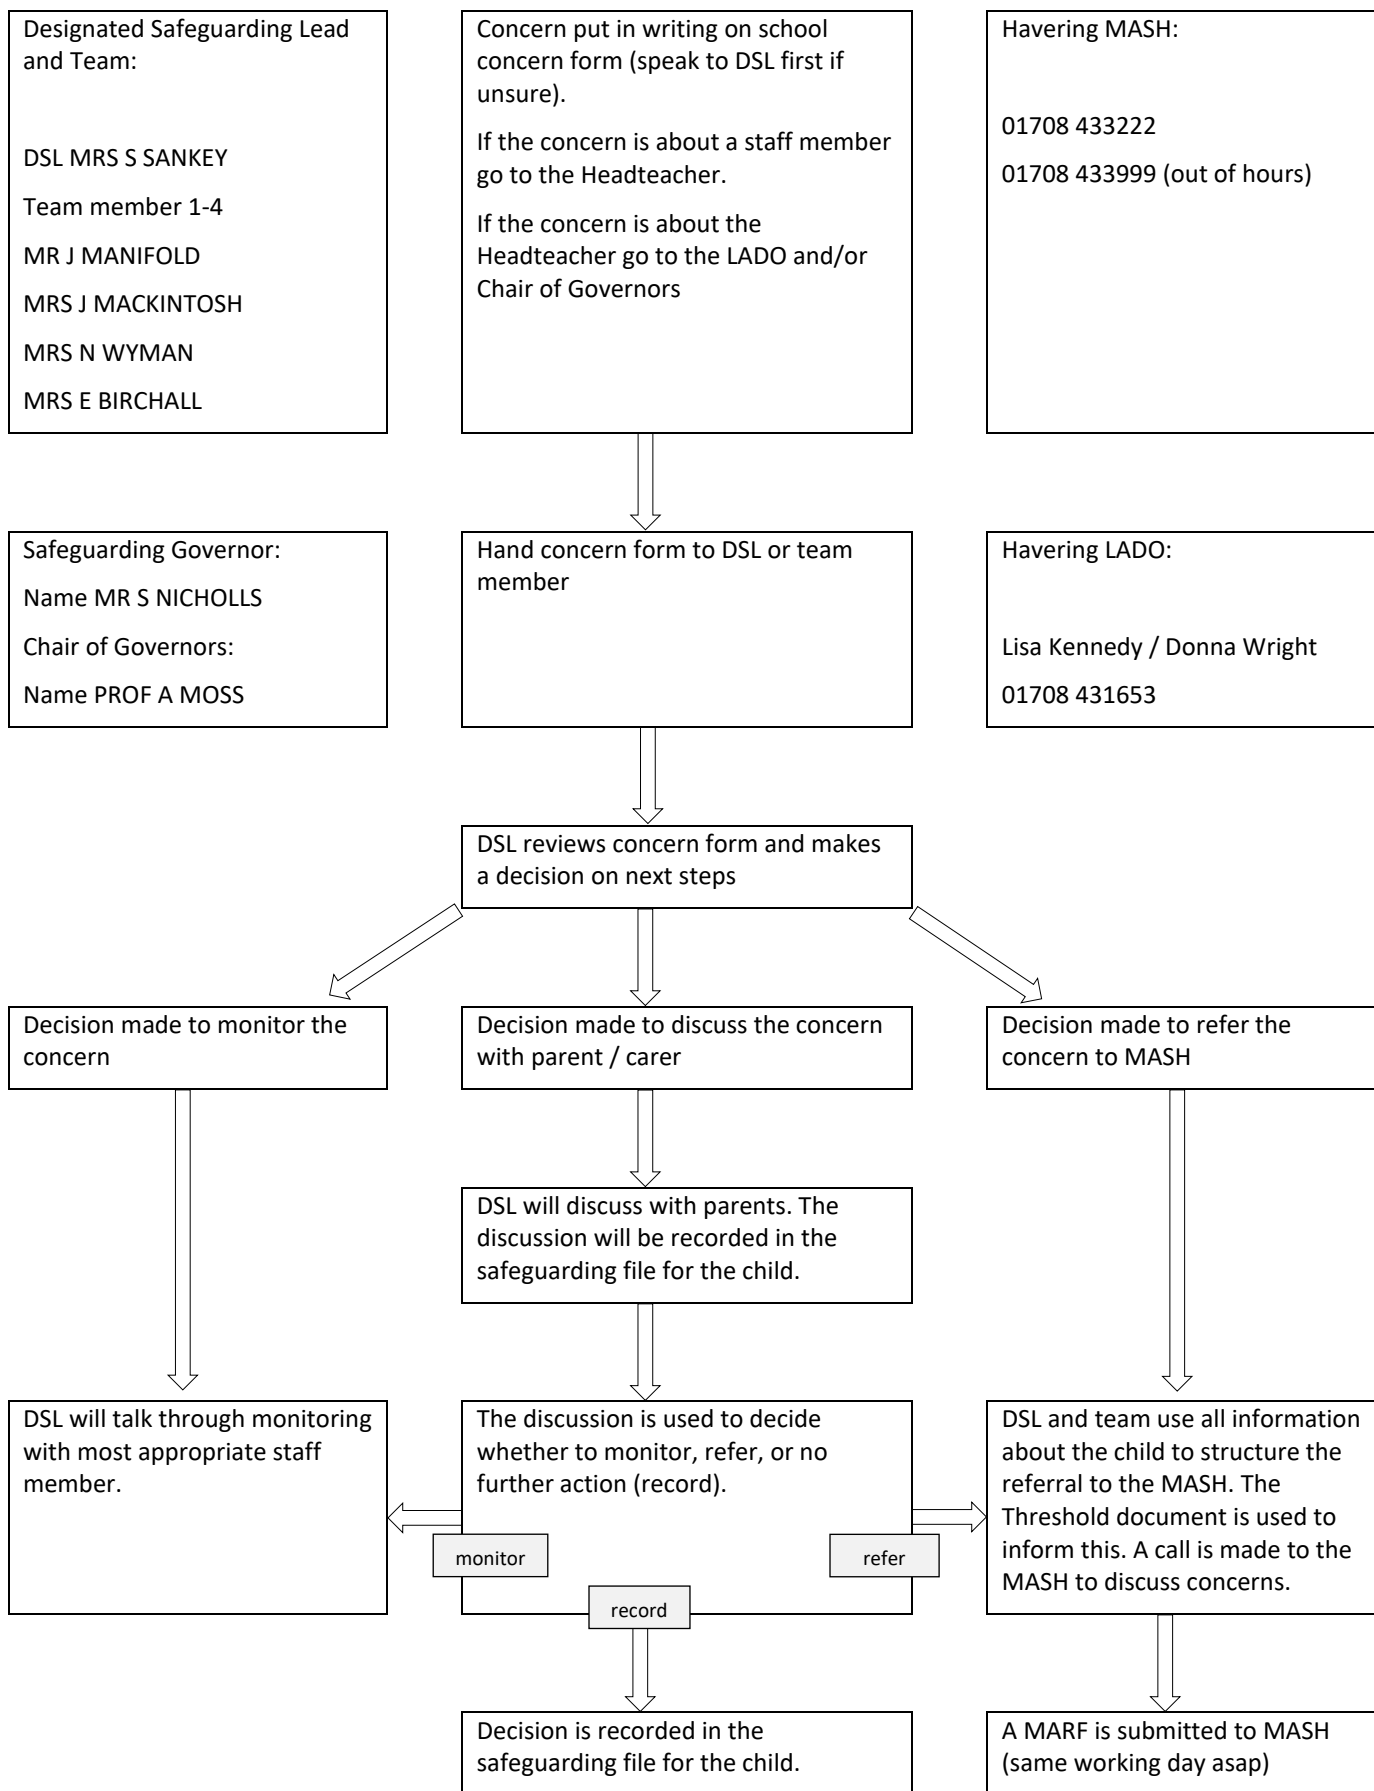 Designated Safeguarding Lead
and Team:
DSL MRS S SANKEY
Team member 1-4
MR J MANIFOLD
MRS J MACKINTOSH
MRS N WYMAN
MRS E BIRCHALL
Concern put in writing on school
concern form (speak to DSL first if
unsure).
If the concern is about a staff member
go to the Headteacher.
If the concern is about the
Headteacher go to the LADO and/or
Chair of Governors
Havering MASH:
01708 433222
01708 433999 (out of hours)
Safeguarding Governor:
Name MR S NICHOLLS
Chair of Governors:
Name PROF A MOSS
Hand concern form to DSL or team
member
Havering LADO:
Lisa Kennedy / Donna Wright
01708 431653
DSL reviews concern form and makes
a decision on next steps
Decision made to monitor the
concern
Decision made to discuss the concern
with parent / carer
Decision made to refer the
concern to MASH
DSL will discuss with parents. The
discussion will be recorded in the
safeguarding file for the child.
DSL will talk through monitoring
with most appropriate staff
member.
The discussion is used to decide
whether to monitor, refer, or no
further action (record).
monitor
refer
record
DSL and team use all information
about the child to structure the
referral to the MASH. The
Threshold document is used to
inform this. A call is made to the
MASH to discuss concerns.
Decision is recorded in the
safeguarding file for the child.
A MARF is submitted to MASH
(same working day asap)